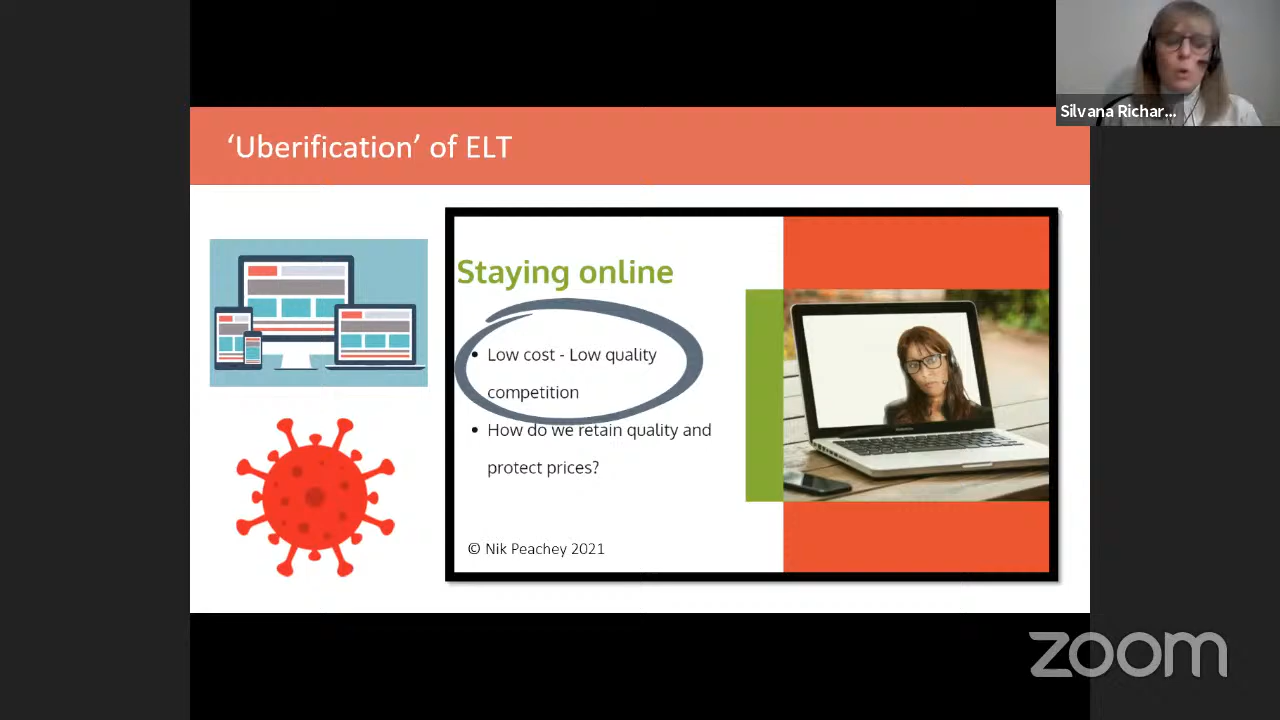 Silvana Richar...
‘Uberification’ of ELT
Staying online
• Low cost - Low quality
competition
• How do we retain quality and
protect prices?
© Nik Peachey 2021
zoom